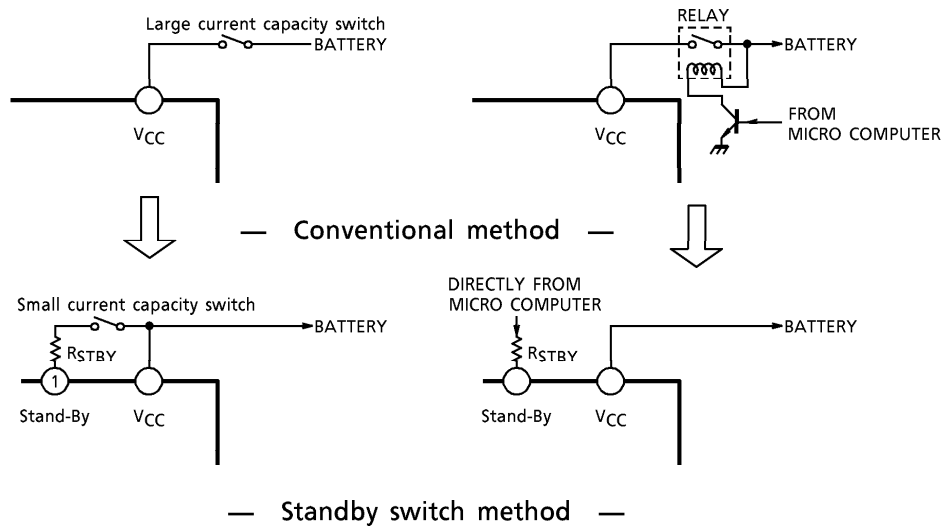 Large current capacity switch
BATTERY
VCC
RELAY
BATTERY
VCC
FROM
MICRO COMPUTER
— Conventional method —
Small current capacity switch
BATTERY
RSTBY
1
Stand-By
VCC
DIRECTLY FROM
MICRO COMPUTER
BATTERY
RSTBY
Stand-By
VCC
— Standby switch method —